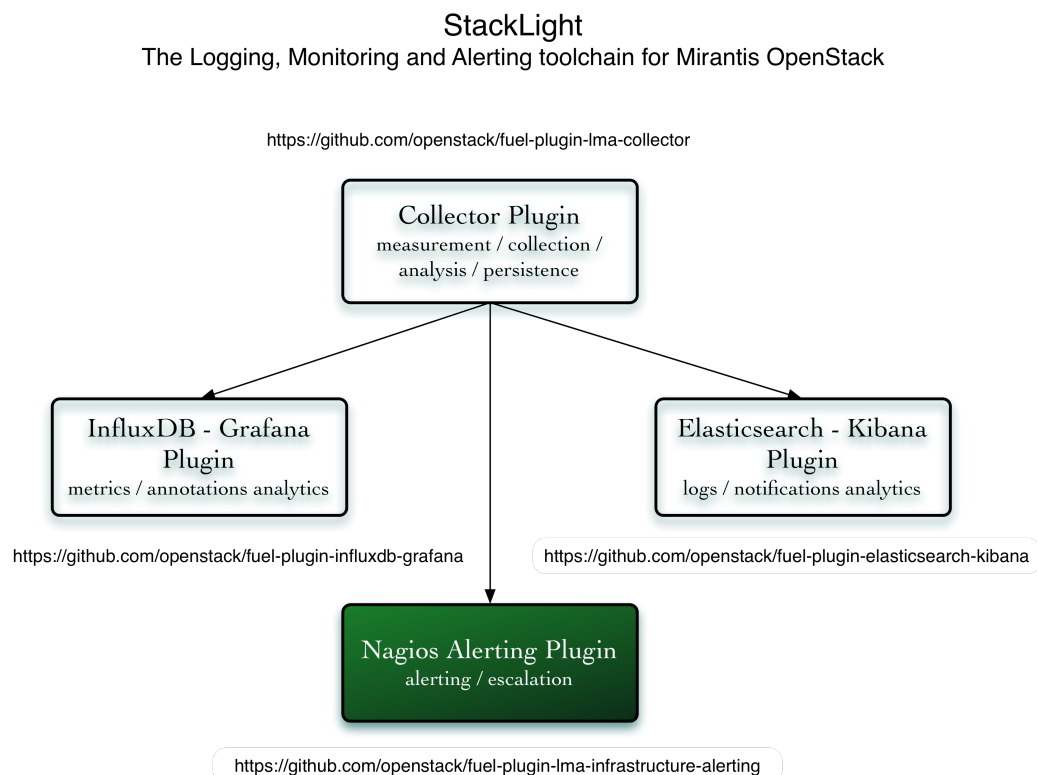 StackLight
The Logging, Monitoring and Alerting toolchain for Mirantis OpenStack
https://github.com/openstack/fuel-plugin-lma-collector
Collector Plugin
measurement / collection /
analysis / persistence
InfluxDB - Grafana
Plugin
metrics / annotations analytics
https://github.com/openstack/fuel-plugin-influxdb-grafana
Elasticsearch - Kibana
Plugin
logs / notifications analytics
https://github.com/openstack/fuel-plugin-elasticsearch-kibana
Nagios Alerting Plugin
alerting / escalation
https://github.com/openstack/fuel-plugin-lma-infrastructure-alerting